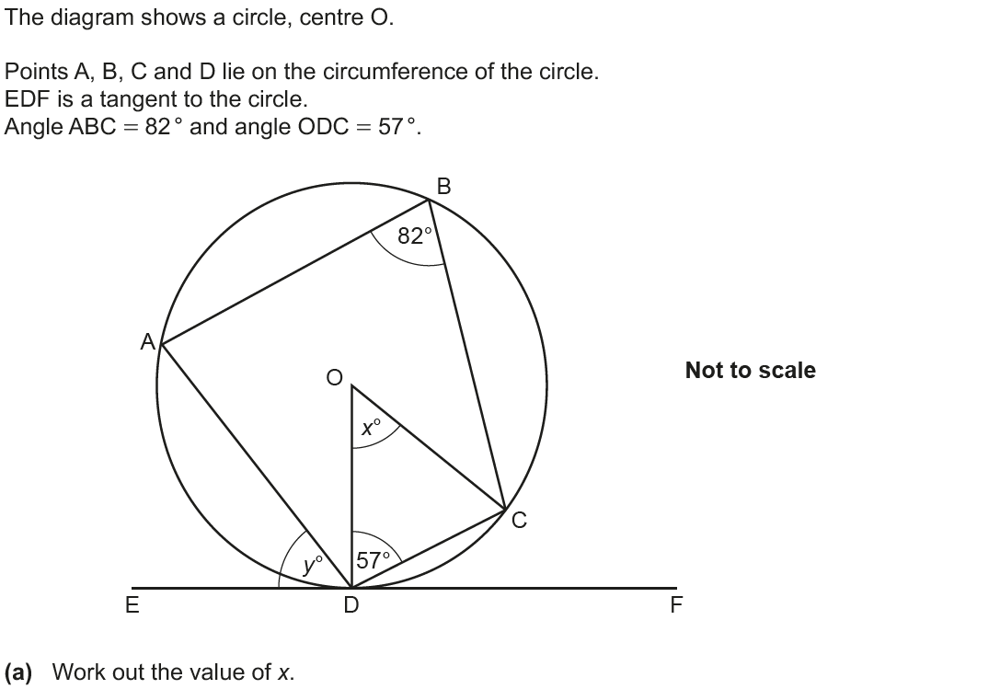 The diagram shows a circle, centre O.
Points A, B, C and D lie on the circumference of the circle.
EDF is a tangent to the circle.
Angle ABC = 82° and angle ODC = 57°.
B
82°
A
O
Not to scale
x°
C
y°
57°
E
D
F
(a) Work out the value of x.